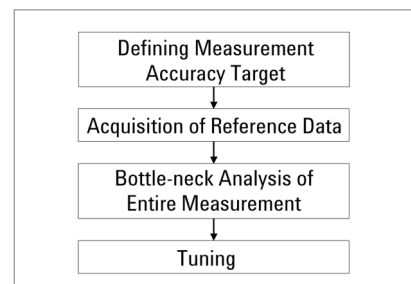 Defining Measurement
Accuracy Target
Acquisition of Reference Data
Bottle-neck Analysis of
Entire Measurement
Tuning